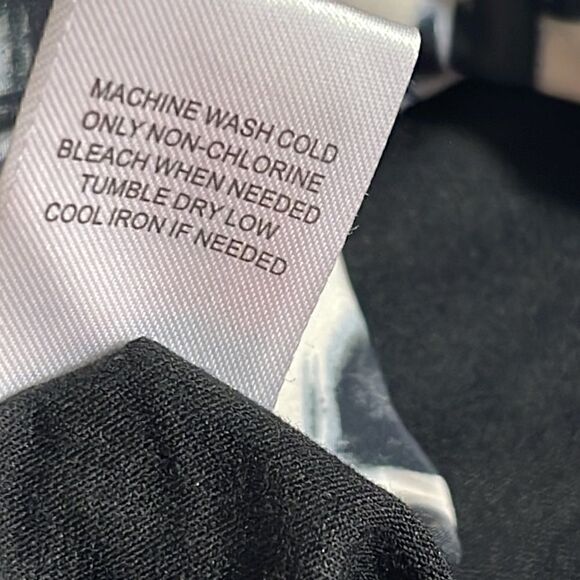 MACHINE WASH COLD
ONLY NON-CHLORINE
BLEACH WHEN NEEDED
TUMBLE DRY LOW
COOL IRON IF NEEDED